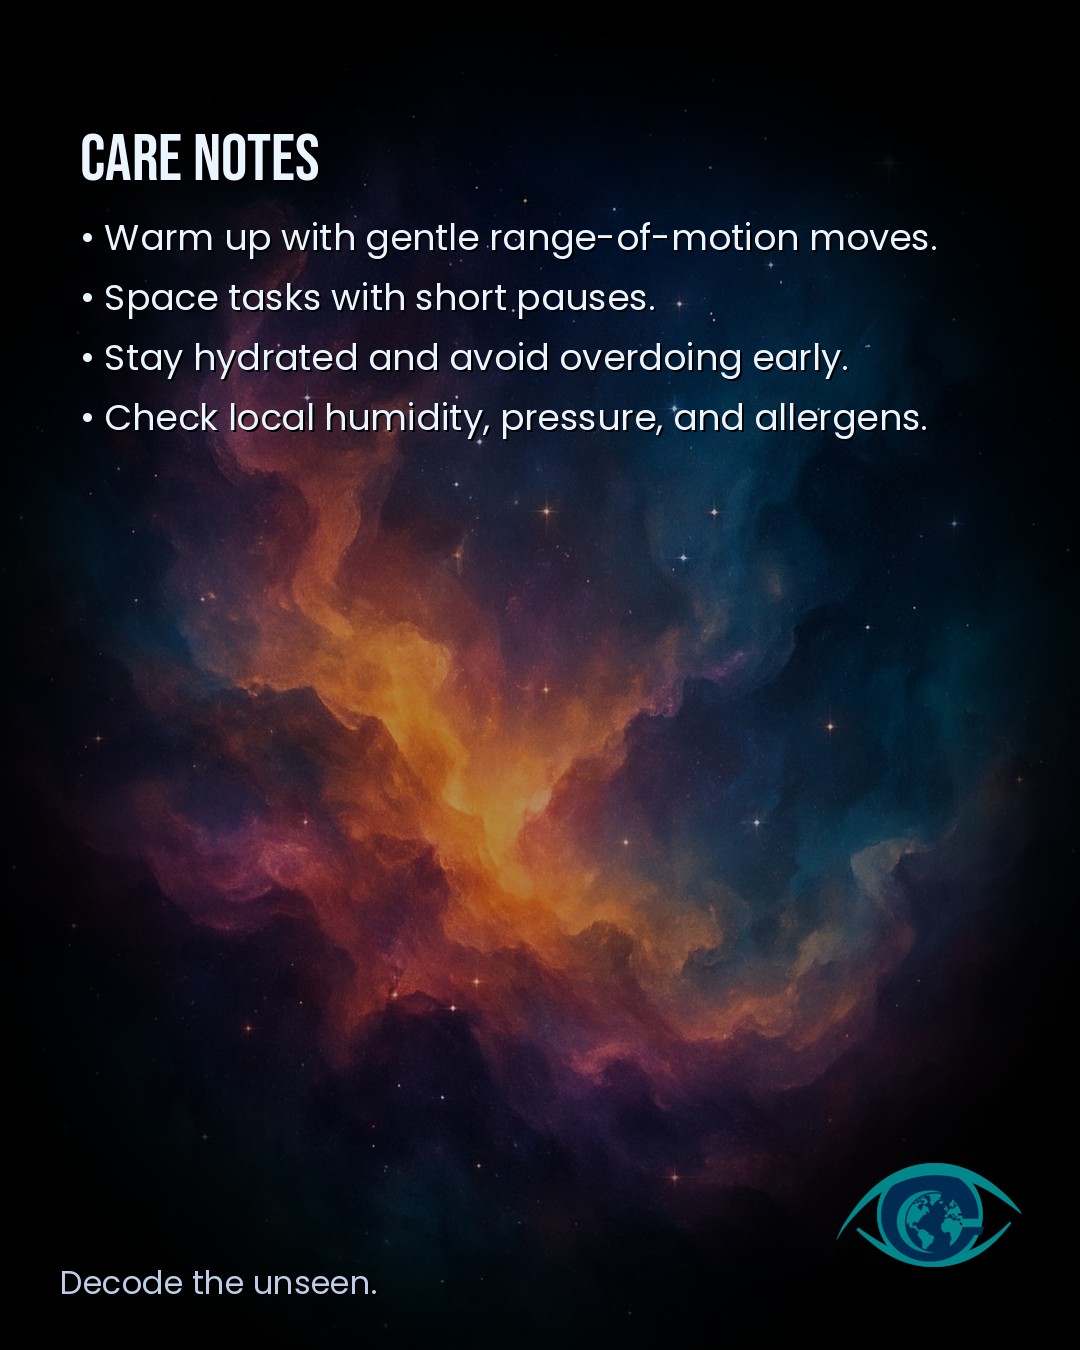 CARE NOTES
• Warm up with gentle range-of-motion moves.
• Space tasks with short pauses.
• Stay hydrated and avoid overdoing early.
• Check local humidity, pressure, and allergens.
Decode the unseen.